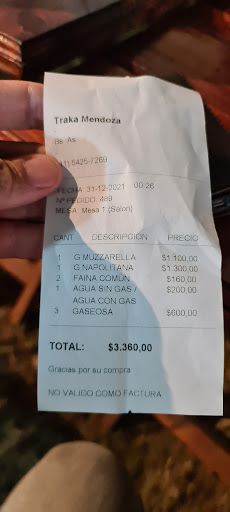 Traka Mendoza
Bs As
11) 5425-7269
FECHA: 31-12-2021 00:26
Nº PEDIDO: 469
MESA: Mesa 1 (Salon)
CANT DESCRIPCION PRECIO
1 G MUZZARELLA $1.100,00
1 G NAPOLITANA $1.300,00
2 FAINA COMUN $160,00
1 AGUA SIN GAS / $200,00
AGUA CON GAS
3 GASEOSA $600,00
TOTAL: $3.360,00
Gracias por su compra
NO VALIDO COMO FACTURA